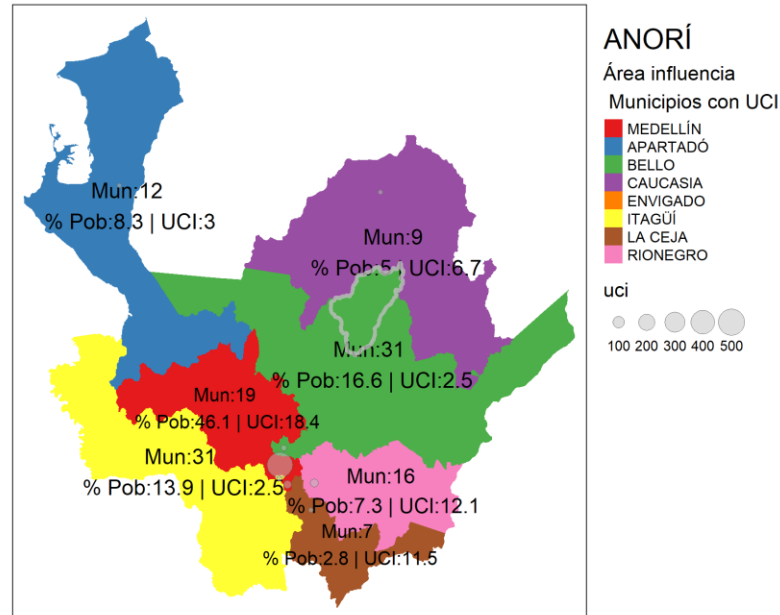 ANORÍ
Área influencia
Municipios con UCI
MEDELLÍN
APARTADÓ
BELLO
CAUCASIA
ENVIGADO
ITAGÜÍ
LA CEJA
RIONEGRO
uci
100 200 300 400 500
Mun:12
% Pob:8.3 | UCI:3
Mun:9
% Pob:5 | UCI:6.7
Mun:31
% Pob:16.6 | UCI:2.5
Mun:19
% Pob:46.1 | UCI:18.4
Mun:31
% Pob:13.9 | UCI:2.5
Mun:16
% Pob:7.3 | UCI:12.1
Mun:7
% Pob:2.8 | UCI:11.5